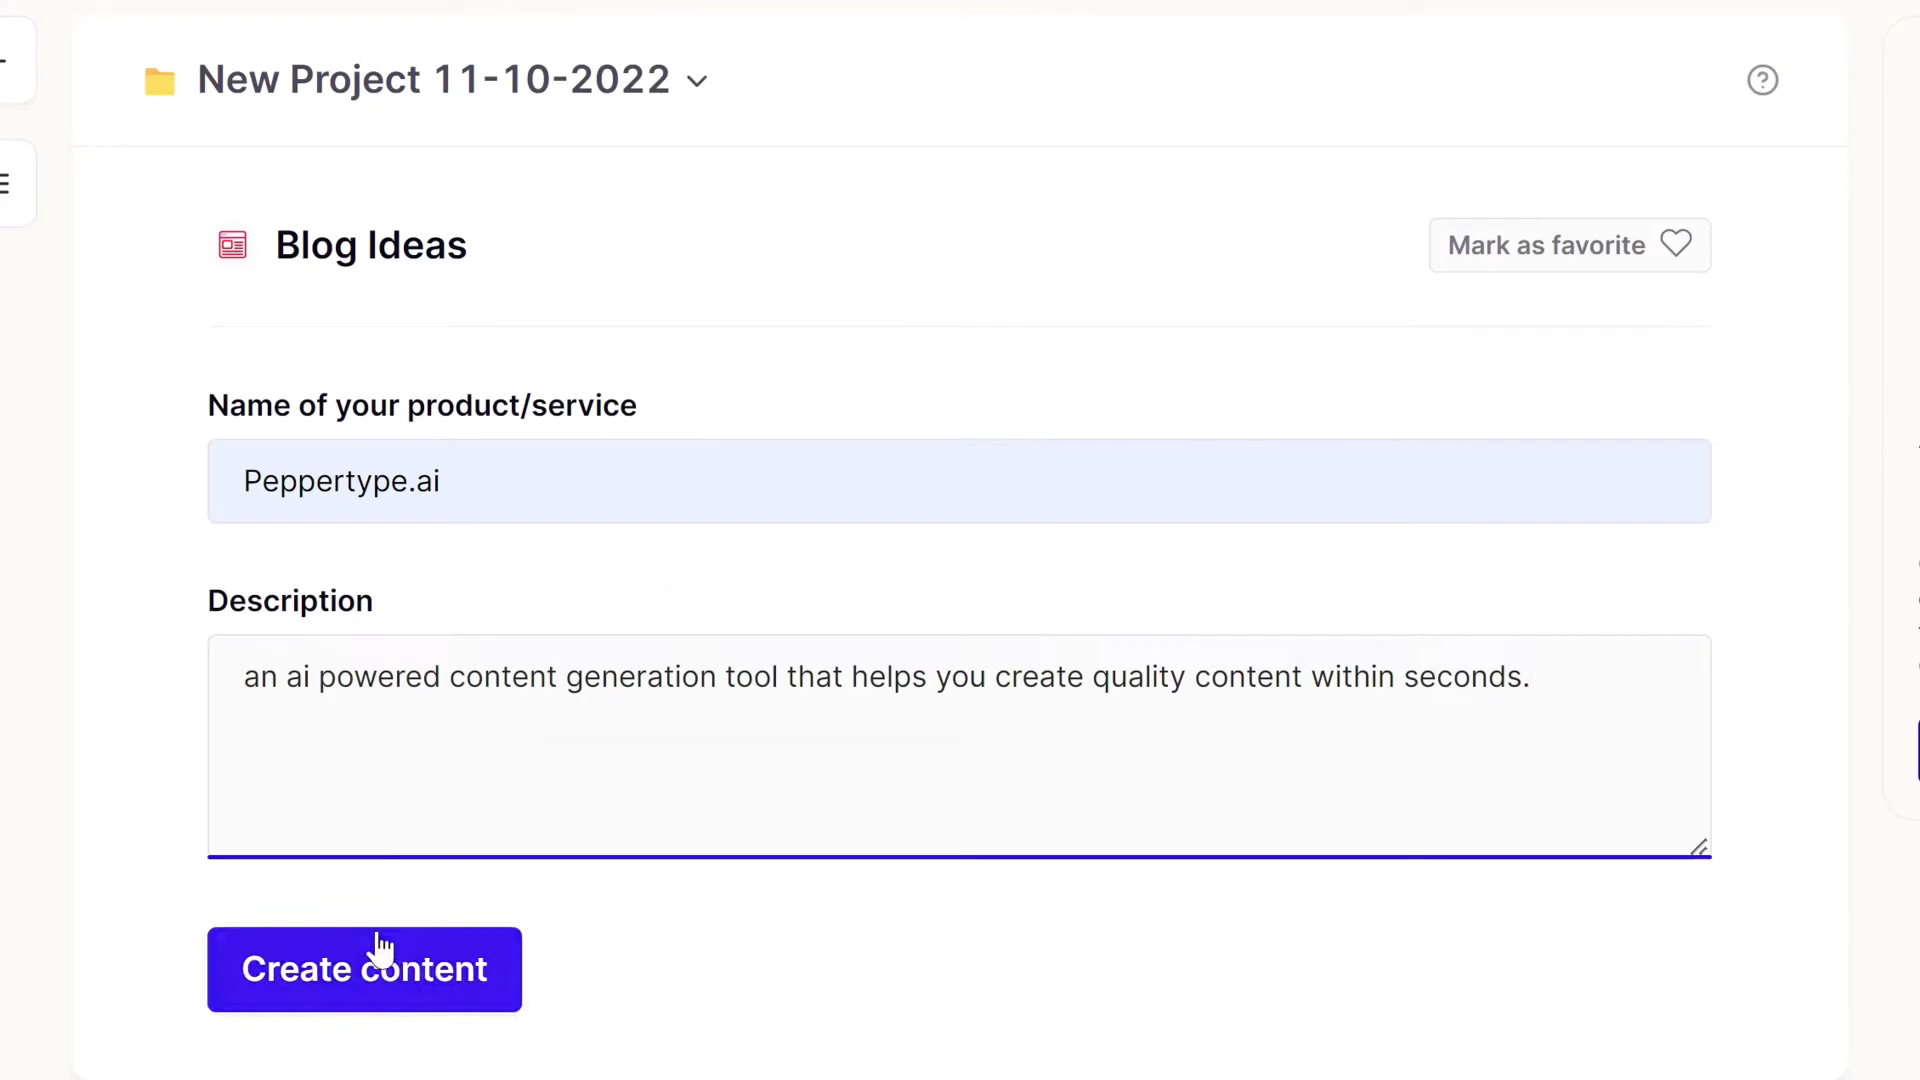 New Project 11-10-2022
Blog Ideas
Mark as favorite
Name of your product/service
Peppertype.ai
Description
an ai powered content generation tool that helps you create quality content within seconds.
Create content